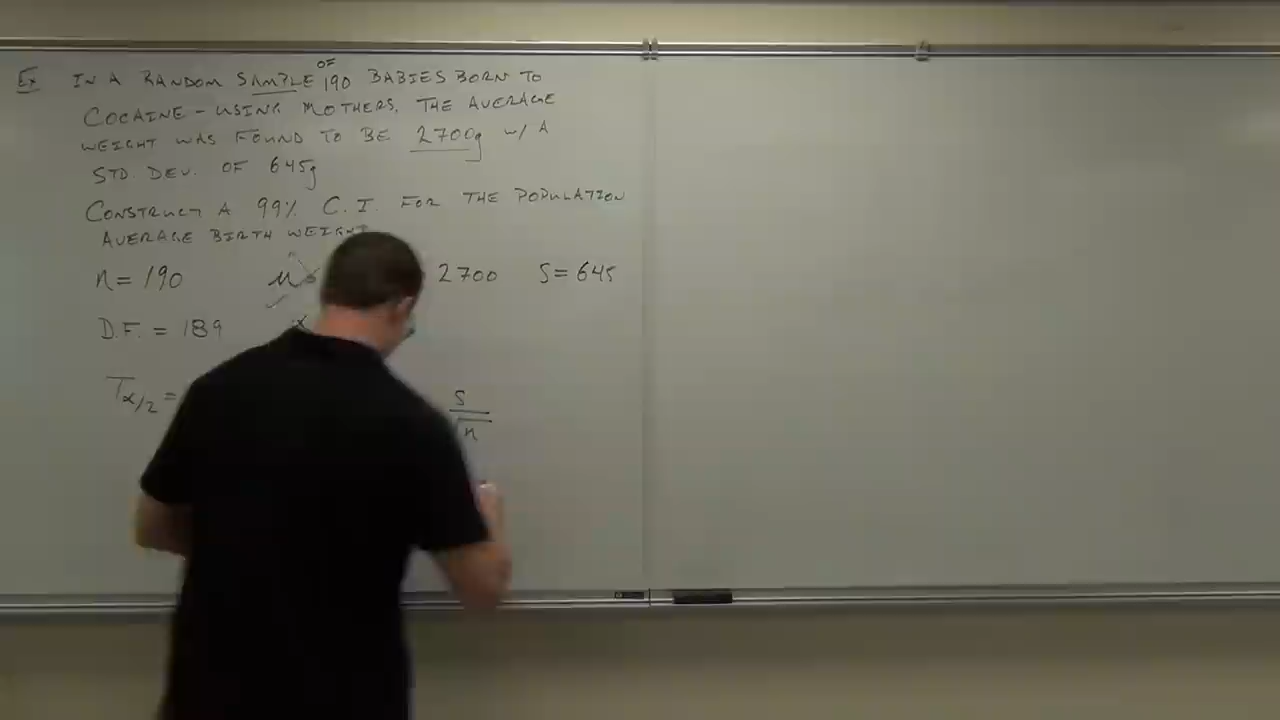 Ex IN A RANDOM SAMPLE OF 190 BABIES BORN TO
COCAINE-USING MOTHERS, THE AVERAGE
WEIGHT WAS FOUND TO BE 2700g w/ A
STD. DEV. OF 645g
CONSTRUCT A 99% C.I. FOR THE POPULATION
AVERAGE BIRTH WEIGHT
n = 190 μ 2700 S = 645
D.F. = 189
Tα/2 = S
√n